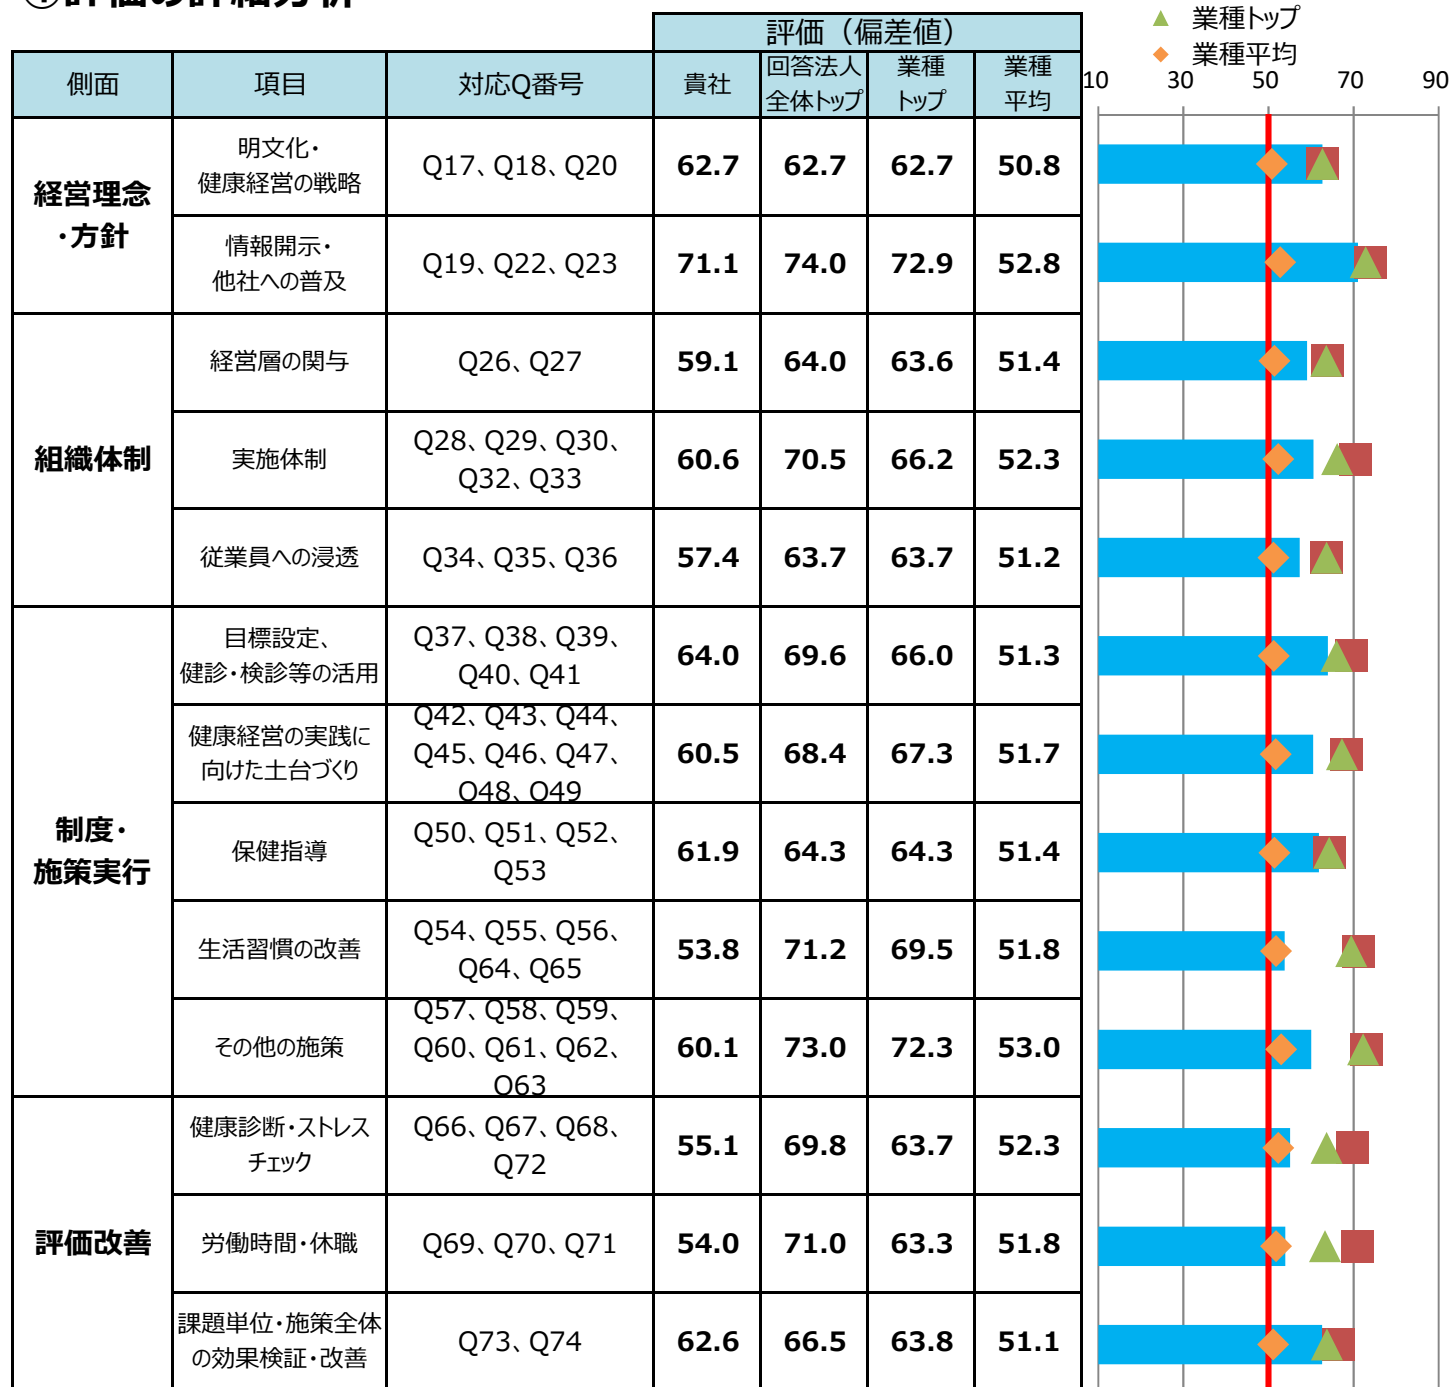 ①評価の詳細分析
業種トップ
業種平均
評価（偏差値）
側面 項目 対応Q番号 貴社 回答法人 業種 業種
全体トップ トップ 平均
10 30 50 70 90
経営理念
・方針
明文化・
健康経営の戦略
Q17、Q18、Q20 62.7 62.7 62.7 50.8
情報開示・
他社への普及
Q19、Q22、Q23 71.1 74.0 72.9 52.8
組織体制
経営層の関与 Q26、Q27 59.1 64.0 63.6 51.4
実施体制
Q28、Q29、Q30、
Q32、Q33
60.6 70.5 66.2 52.3
従業員への浸透 Q34、Q35、Q36 57.4 63.7 63.7 51.2
制度・
施策実行
目標設定、
健診・検診等の活用
Q37、Q38、Q39、
Q40、Q41
64.0 69.6 66.0 51.3
健康経営の実践に
向けた土台づくり
Q42、Q43、Q44、
Q45、Q46、Q47、
Q48、Q49
60.5 68.4 67.3 51.7
保健指導
Q50、Q51、Q52、
Q53
61.9 64.3 64.3 51.4
生活習慣の改善
Q54、Q55、Q56、
Q64、Q65
53.8 71.2 69.5 51.8
その他の施策
Q57、Q58、Q59、
Q60、Q61、Q62、
Q63
60.1 73.0 72.3 53.0
評価改善
健康診断・ストレス
チェック
Q66、Q67、Q68、
Q72
55.1 69.8 63.7 52.3
労働時間・休職 Q69、Q70、Q71 54.0 71.0 63.3 51.8
課題単位・施策全体
の効果検証・改善
Q73、Q74 62.6 66.5 63.8 51.1